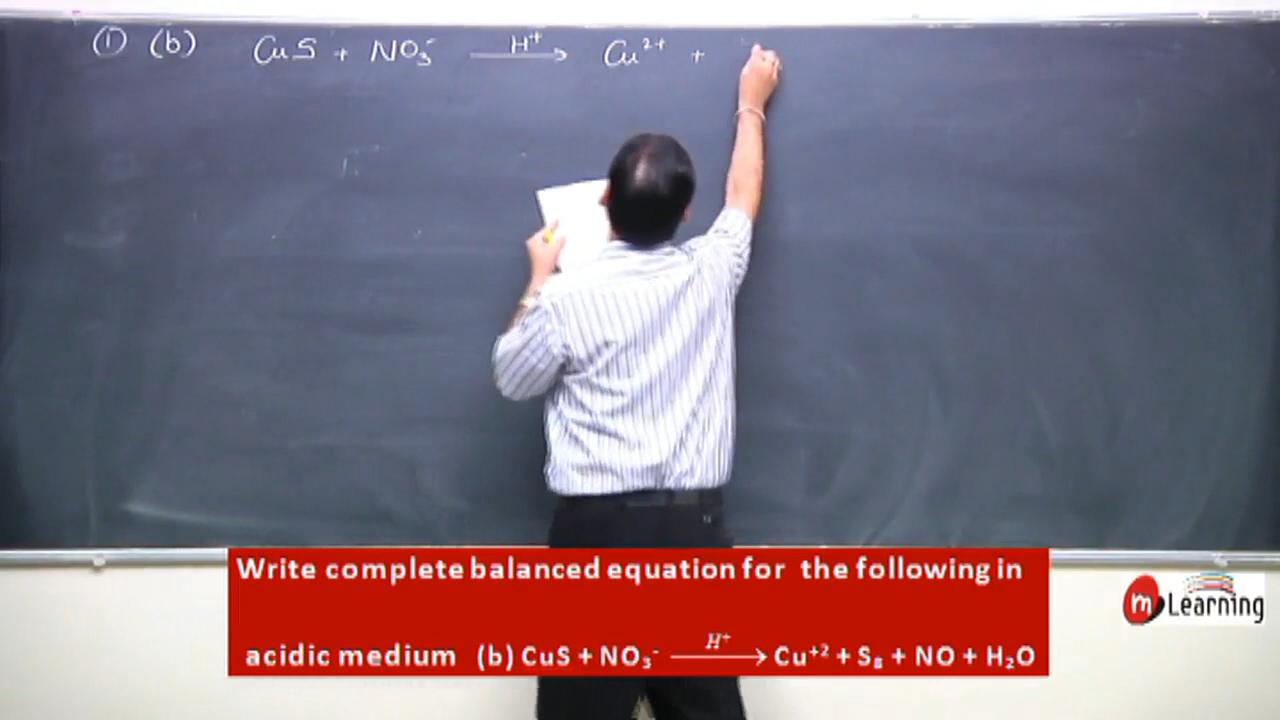 (1) (b) CuS + NO₃⁻ H⁺→ Cu²⁺ +
Write complete balanced equation for the following in
acidic medium (b) CuS + NO₃⁻ H⁺→ Cu⁺² + S₈ + NO + H₂O
m Learning